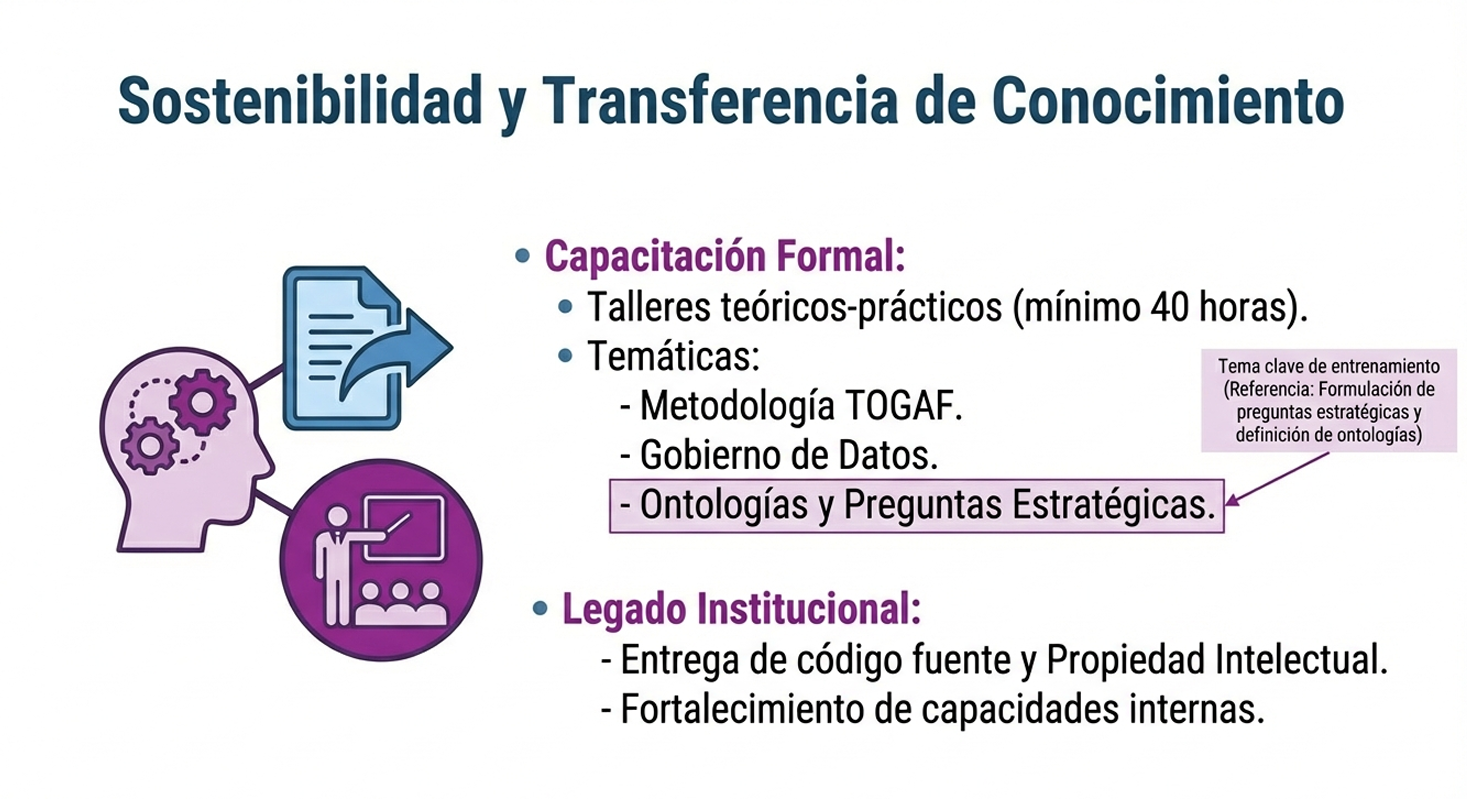 Sostenibilidad y Transferencia de Conocimiento
• Capacitación Formal:
• Talleres teóricos-prácticos (mínimo 40 horas).
• Temáticas:
- Metodología TOGAF.
- Gobierno de Datos.
- Ontologías y Preguntas Estratégicas.
Tema clave de entrenamiento
(Referencia: Formulación de
preguntas estratégicas y
definición de ontologías)
• Legado Institucional:
- Entrega de código fuente y Propiedad Intelectual.
- Fortalecimiento de capacidades internas.